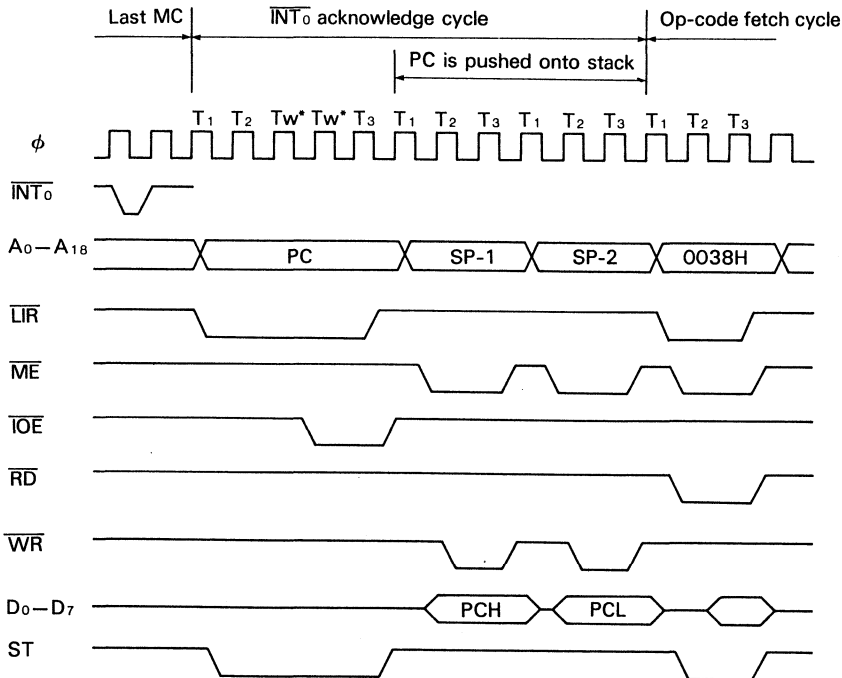 Last MC INT0 acknowledge cycle Op-code fetch cycle
PC is pushed onto stack
T1 T2 Tw* Tw* T3 T1 T2 T3 T1 T2 T3 T1 T2 T3
φ
INT0
A0—A18 PC SP-1 SP-2 0038H
LIR
ME
IOE
RD
WR
D0—D7 PCH PCL
ST